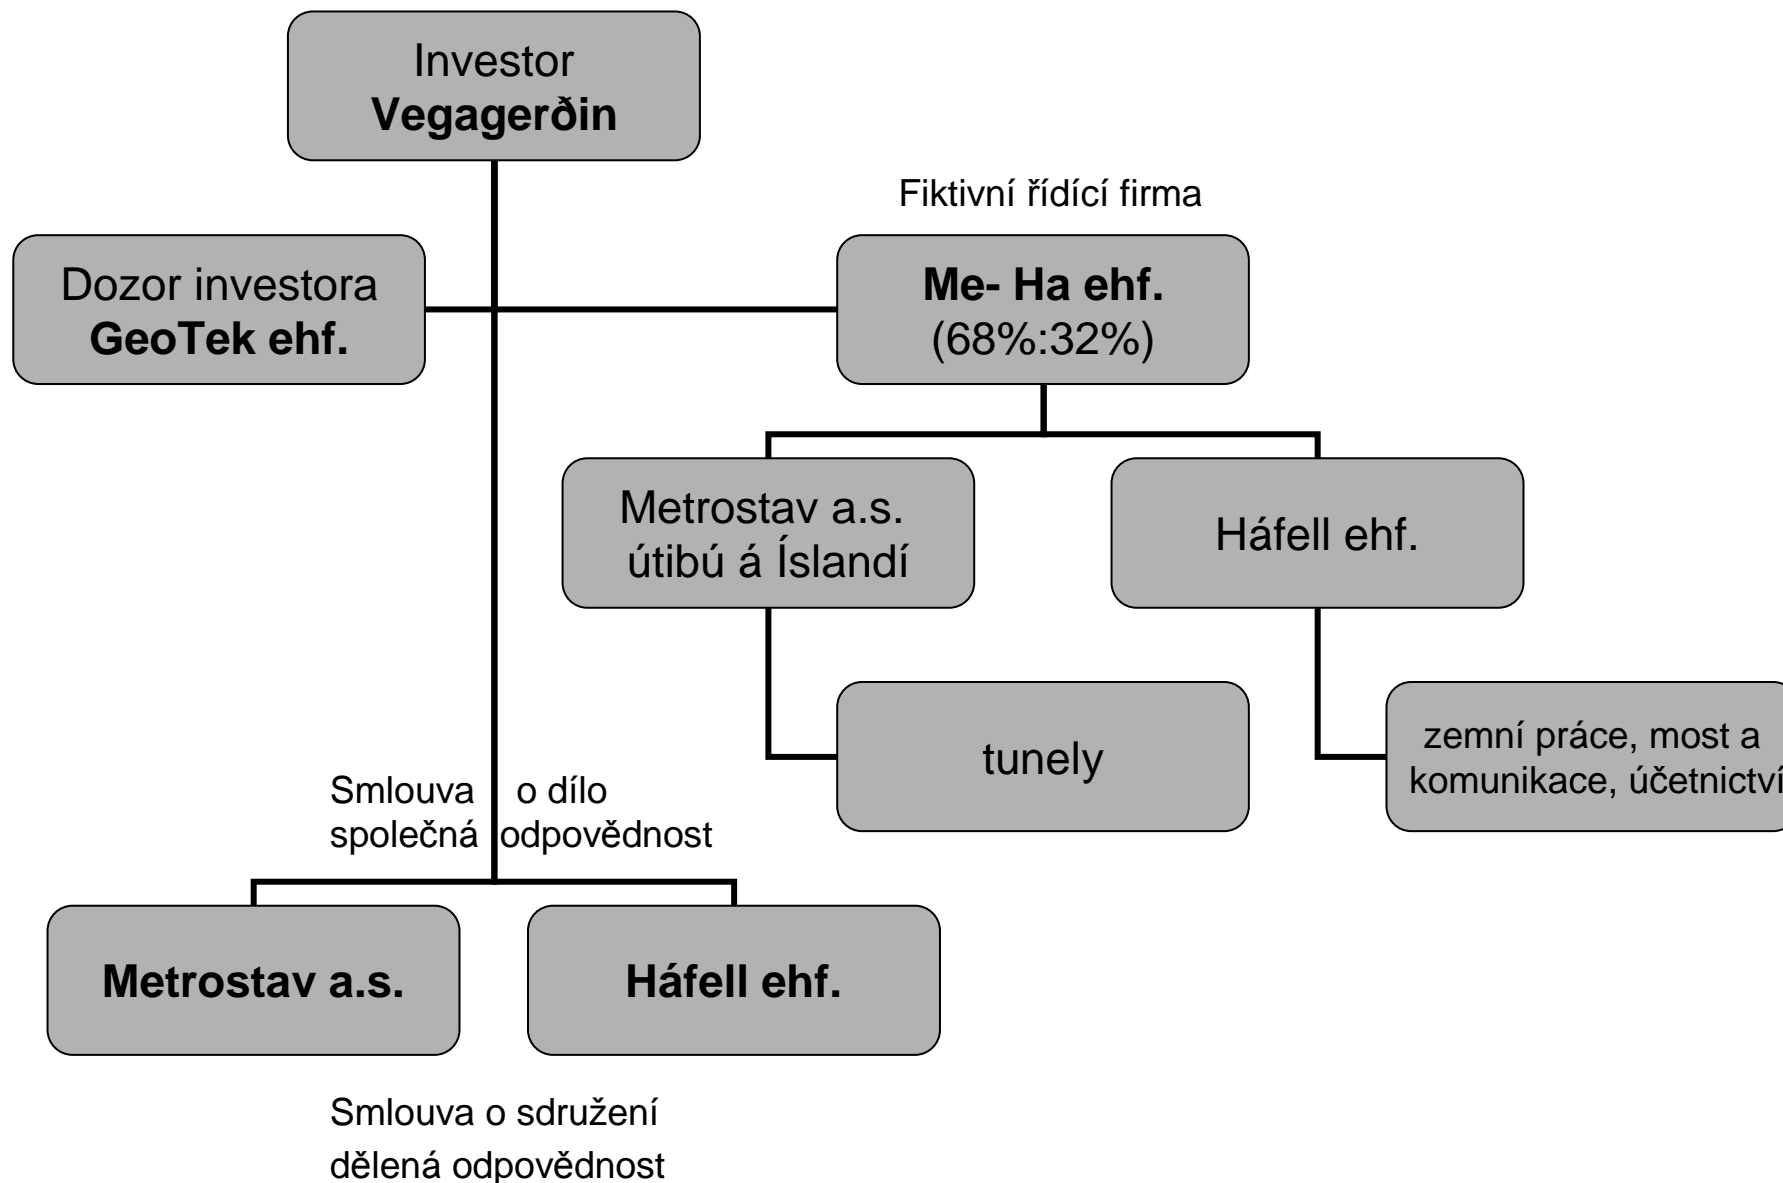 Investor
Vegagerðin
Fiktivní řídící firma
Dozor investora
GeoTek ehf.
Me- Ha ehf.
(68%:32%)
Metrostav a.s.
útibú á Íslandí
Háfell ehf.
tunely
zemní práce, most a
komunikace, účetnictví
Smlouva o dílo
společná odpovědnost
Metrostav a.s.
Háfell ehf.
Smlouva o sdružení
dělená odpovědnost